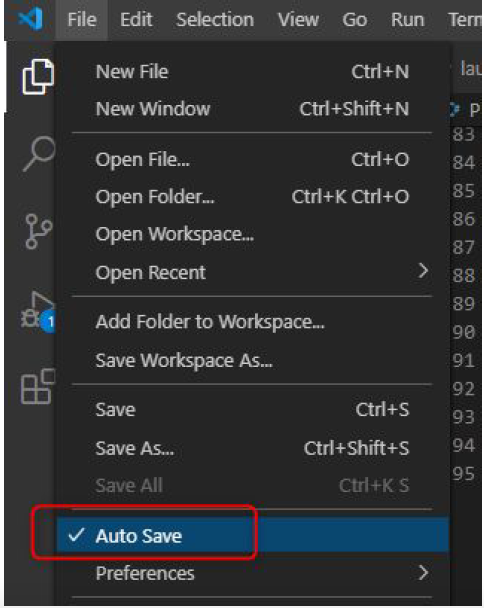 File Edit Selection View Go Run Tern
New File Ctrl+N
lau
New Window Ctrl+Shift+N
P
83
Open File... Ctrl+O
84
Open Folder... Ctrl+K Ctrl+O
85
86
Open Workspace...
87
Open Recent >
88
89
Add Folder to Workspace...
1
90
Save Workspace As...
91
92
Save Ctrl+S
93
Save As... Ctrl+Shift+S
94
Save All Ctrl+K S
95
✓ Auto Save
Preferences >